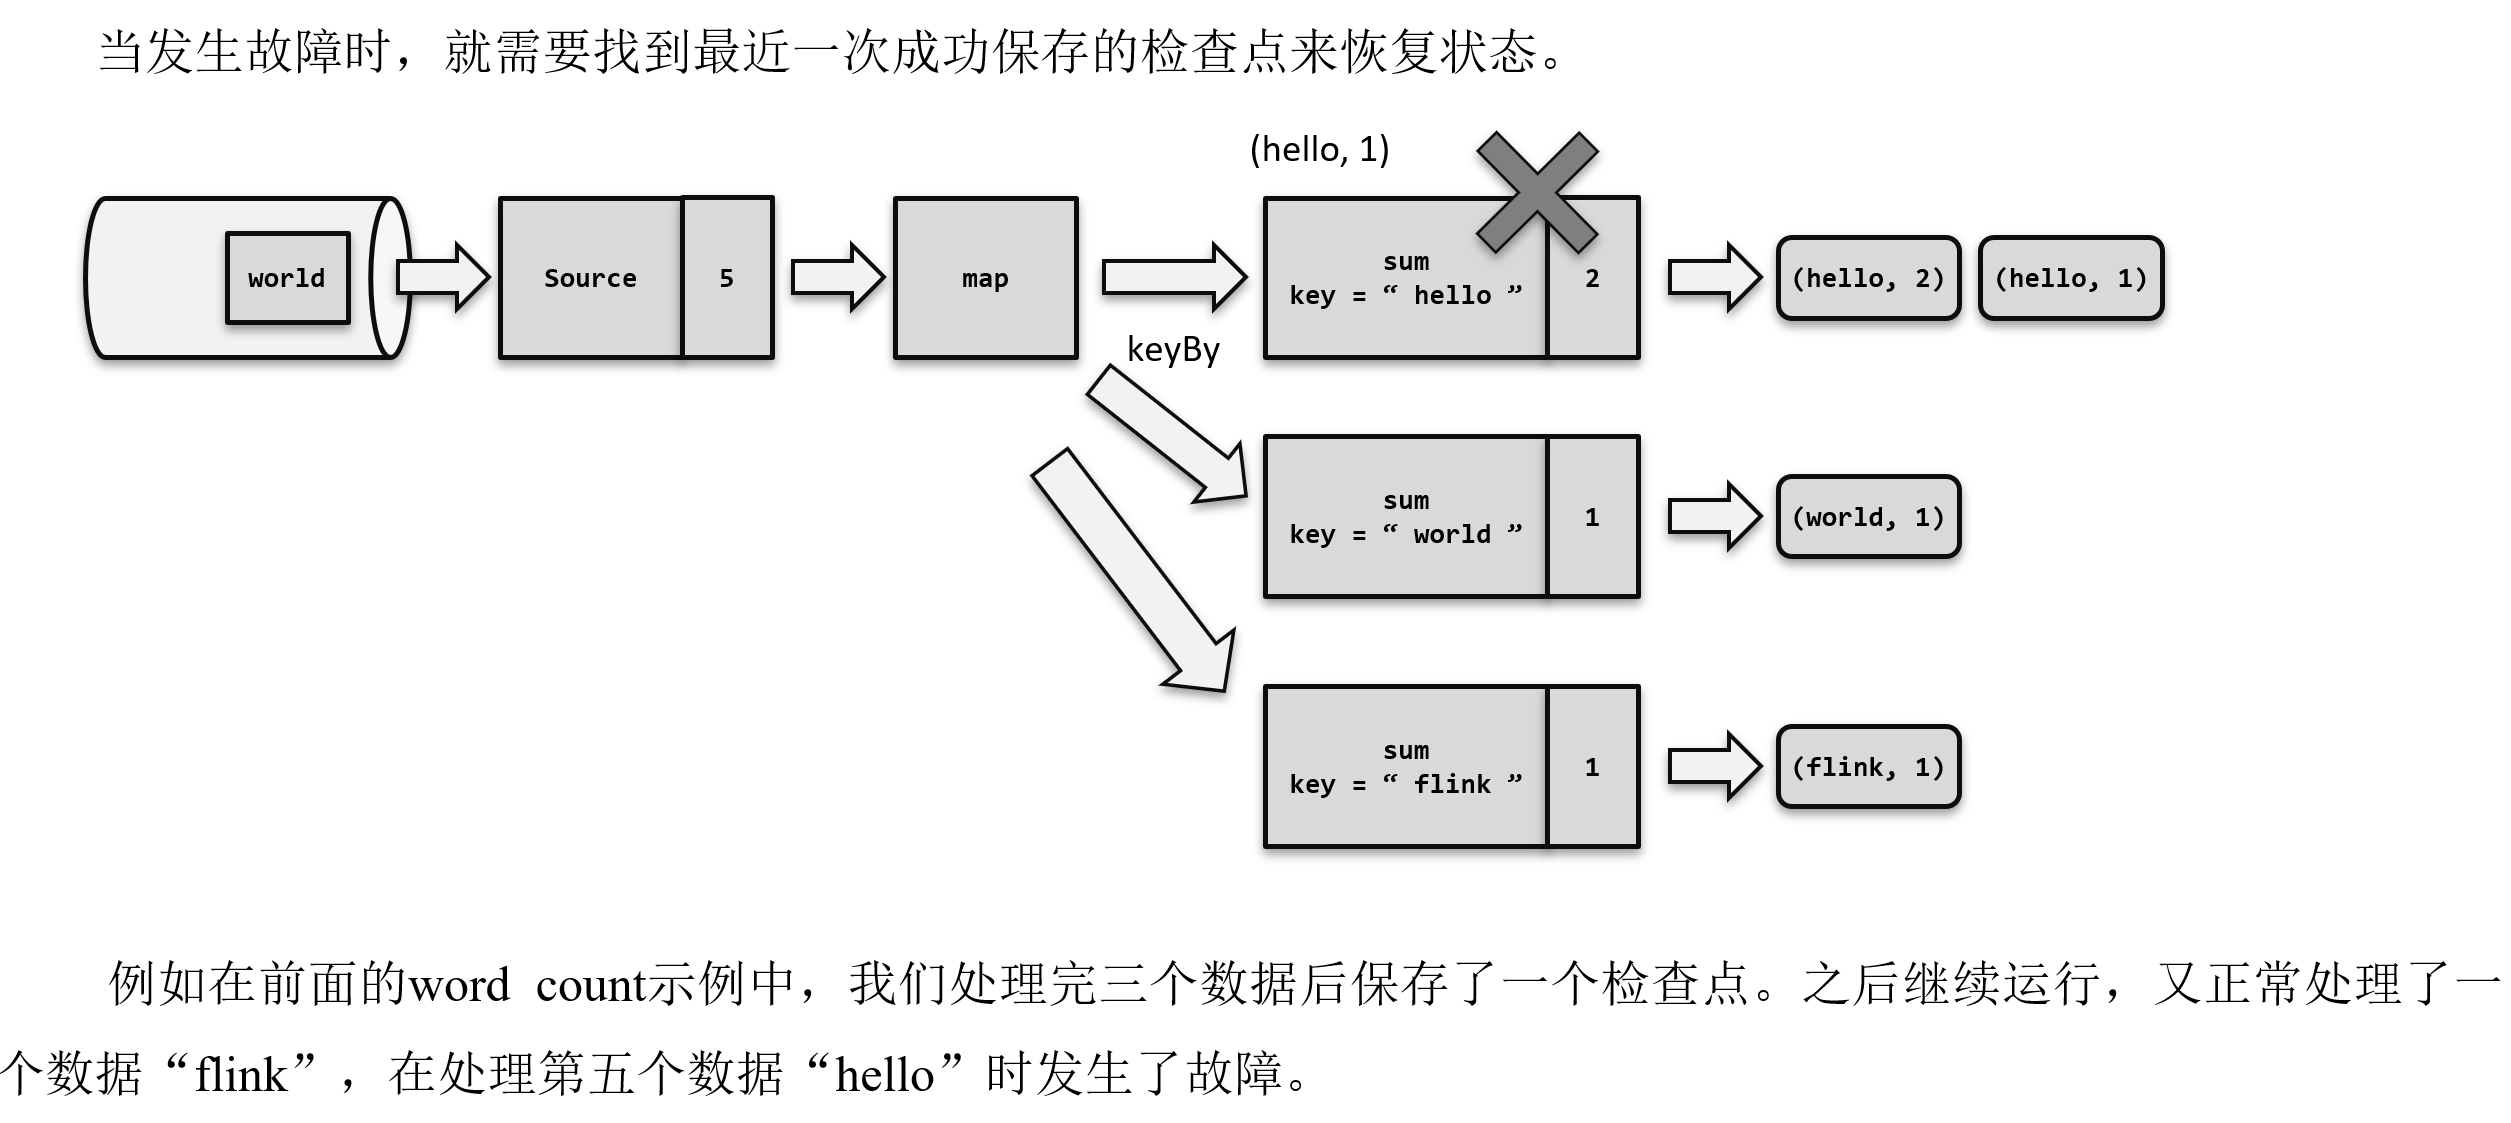 当发生故障时，就需要找到最近一次成功保存的检查点来恢复状态。
(hello, 1)
world
Source
5
map
sum
key = “ hello ”
2
(hello, 2)
(hello, 1)
keyBy
sum
key = “ world ”
1
(world, 1)
sum
key = “ flink ”
1
(flink, 1)
例如在前面的word count示例中，我们处理完三个数据后保存了一个检查点。之后继续运行，又正常处理了一
个数据“flink”，在处理第五个数据“hello”时发生了故障。